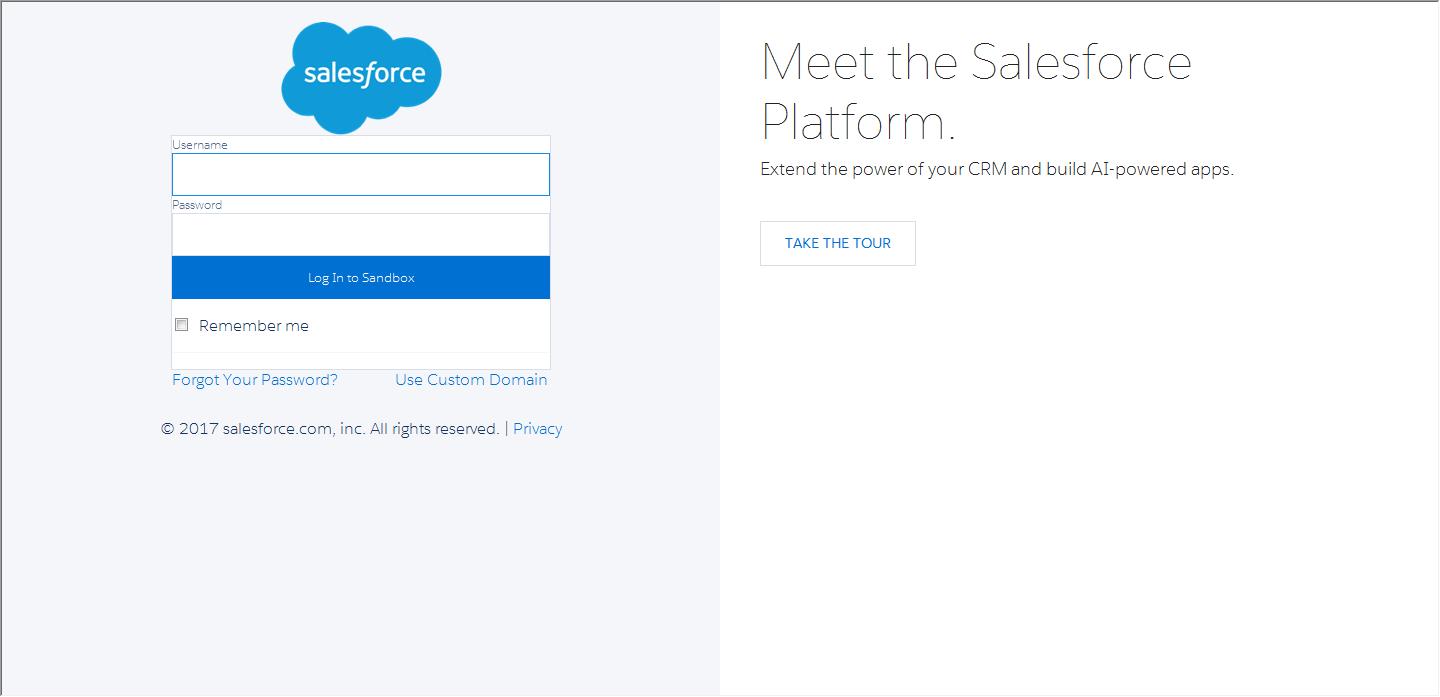 salesforce
Username
Password
Log In to Sandbox
Remember me
Forgot Your Password? Use Custom Domain
© 2017 salesforce.com, inc. All rights reserved. | Privacy
Meet the Salesforce
Platform.
Extend the power of your CRM and build AI-powered apps.
TAKE THE TOUR